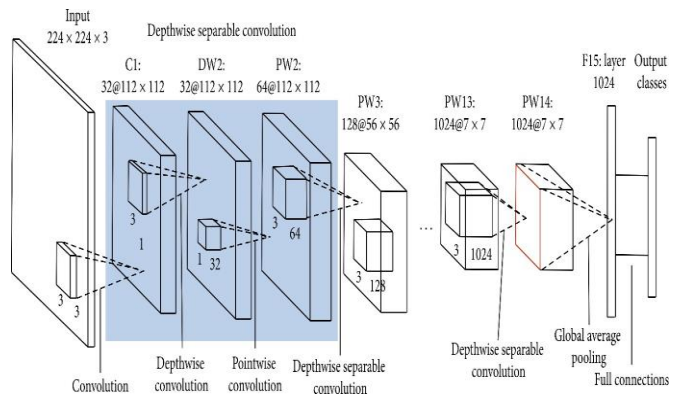 Input
224 × 224 × 3
Depthwise separable convolution
C1:
32@112 × 112
DW2:
32@112 × 112
PW2:
64@112 × 112
PW3:
128@56 × 56
PW13:
1024@7 × 7
PW14:
1024@7 × 7
F15: layer
1024
Output
classes
3
3
3
1
1
32
3
64
3
128
...
3
1024
Convolution
Depthwise
convolution
Pointwise
convolution
Depthwise separable
convolution
Depthwise separable
convolution
Global average
pooling
Full connections